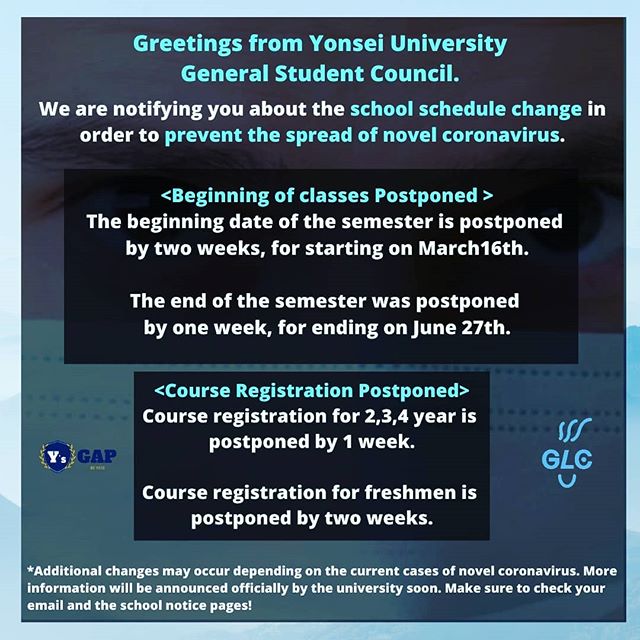 Greetings from Yonsei University
General Student Council.
We are notifying you about the school schedule change in
order to prevent the spread of novel coronavirus.
<Beginning of classes Postponed >
The beginning date of the semester is postponed
by two weeks, for starting on March16th.
The end of the semester was postponed
by one week, for ending on June 27th.
<Course Registration Postponed>
Course registration for 2,3,4 year is
postponed by 1 week.
Course registration for freshmen is
postponed by two weeks.
Ys GAP
GLC
*Additional changes may occur depending on the current cases of novel coronavirus. More
information will be announced officially by the university soon. Make sure to check your
email and the school notice pages!